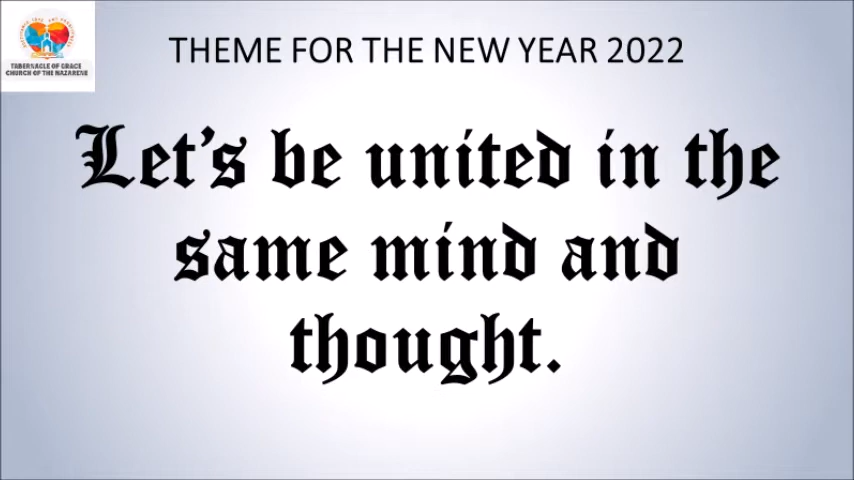 TABERNACLE OF GRACE
CHURCH OF THE NAZARENE
THEME FOR THE NEW YEAR 2022
Let's be united in the
same mind and
thought.